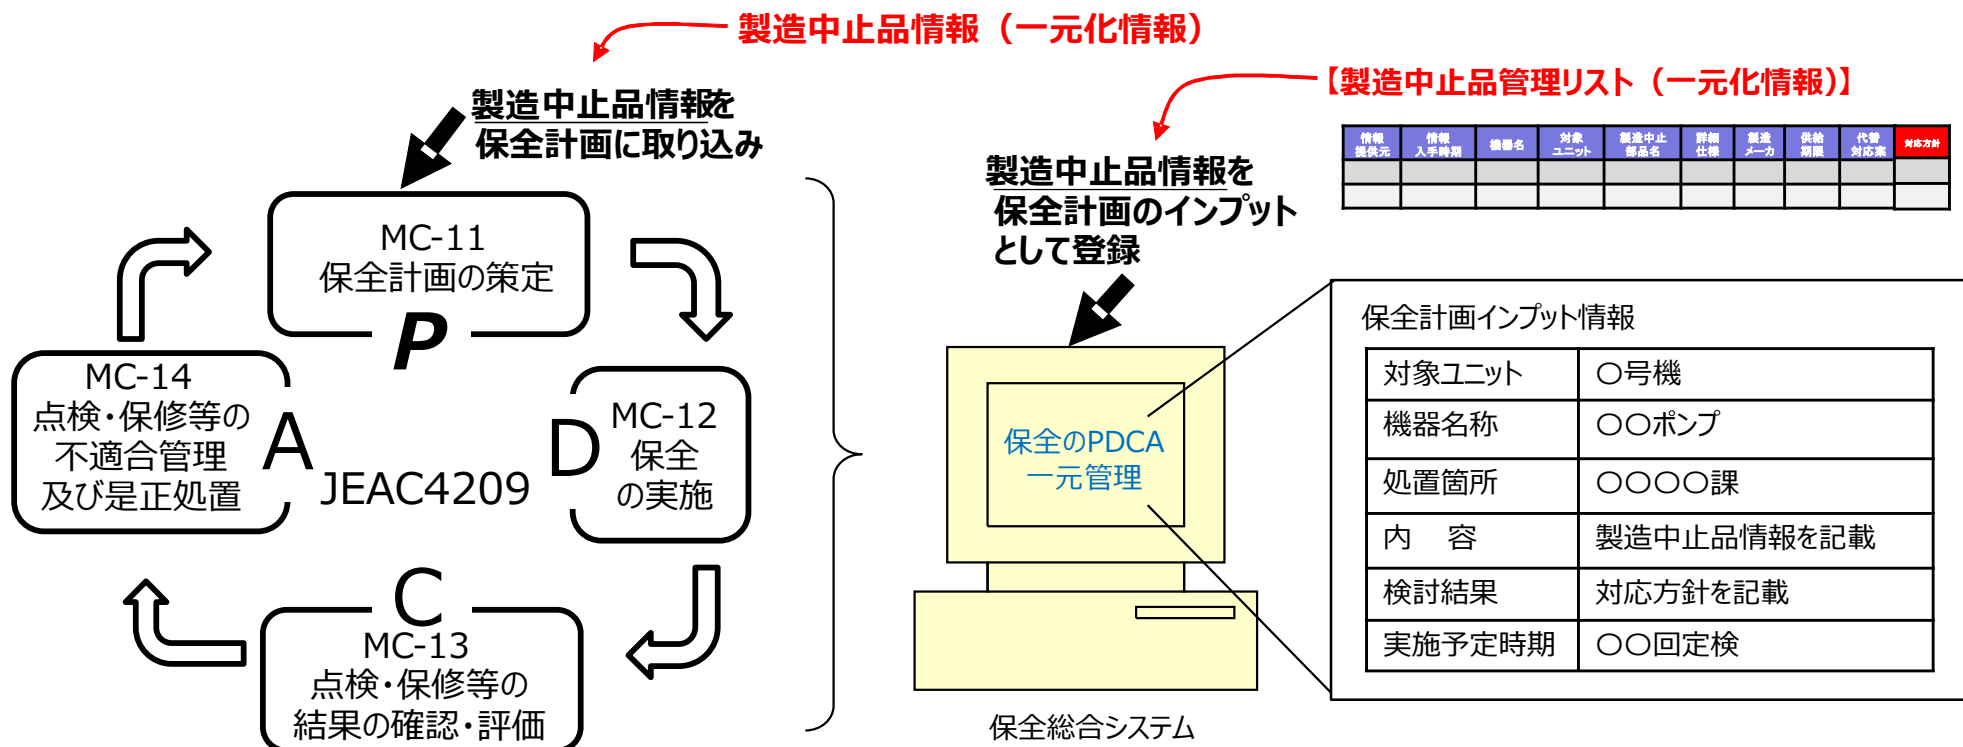 製造中止品情報（一元化情報）
製造中止品情報を
保全計画に取り込み
MC-11
保全計画の策定
P
MC-14
点検・保修等の
不適合管理
及び是正処置
A
JEAC4209
D
MC-12
保全
の実施
C
MC-13
点検・保修等の
結果の確認・評価
【製造中止品管理リスト（一元化情報）】
情報
提供元
情報
入手時期
機器名
対象
ユニット
製造中止
部品名
詳細
仕様
製造
メーカ
供給
期限
代替
対応案
対応方針
製造中止品情報を
保全計画のインプット
として登録
保全のPDCA
一元管理
保全総合システム
保全計画インプット情報
対象ユニット 〇号機
機器名称 〇〇ポンプ
処置箇所 〇〇〇〇課
内　容 製造中止品情報を記載
検討結果 対応方針を記載
実施予定時期 〇〇回定検